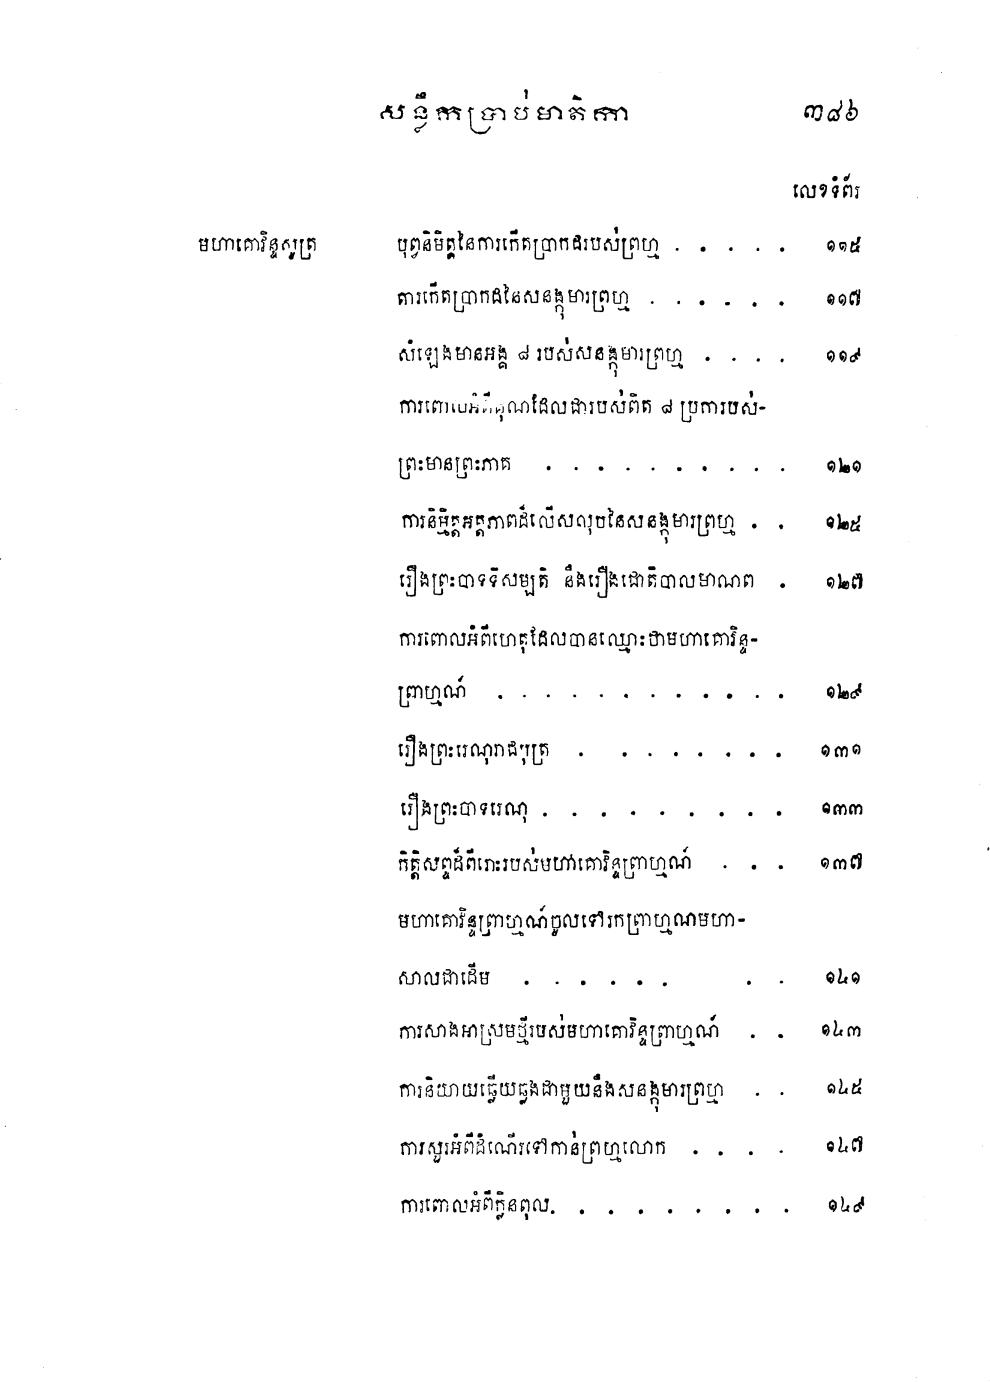 សន្លឹកប្រាប់មាតិកា ៣៨៦
លេខទំព័រ
មហាគោវិន្ទសូត្រ បុព្វនិមិត្តនៃការកើតប្រាកដរបស់ព្រហ្ម . . . . . ១១៥
ការកើតប្រាកដនៃសនង្កុមារព្រហ្ម . . . . . . ១១៧
សំឡេងមានអង្គ ៨ របស់សនង្កុមារព្រហ្ម . . . . ១១៩
ការពោលអំពីគុណដែលជារបស់ពិត ៨ ប្រការបស់-
ព្រះមានព្រះភាគ . . . . . . . . . . ១២១
ការនិម្មិត្តអត្តភាពដ៏លើសលុបនៃសនង្កុមារព្រហ្ម . . ១២៥
រឿងព្រះបាទទិសម្បតិ និងរឿងជោតិបាលមាណព . ១២៧
ការពោលអំពីហេតុដែលបានឈ្មោះថាមហាគោវិន្ទ-
ព្រាហ្មណ៍ . . . . . . . . . . . . ១២៩
រឿងព្រះរេណុរាជបុត្រ . . . . . . . . ១៣១
រឿងព្រះបាទរេណុ . . . . . . . . . ១៣៣
កិត្តិសព្ទដ៏ពីរោះរបស់មហាគោវិន្ទព្រាហ្មណ៍ . . . ១៣៧
មហាគោវិន្ទព្រាហ្មណ៍ចូលទៅរកព្រាហ្មណមហា-
សាលជាដើម . . . . . . . . ១៤១
ការសាងអាស្រមថ្មីរបស់មហាគោវិន្ទព្រាហ្មណ៍ . . ១៤៣
ការនិយាយឆ្លើយឆ្លងជាមួយនឹងសនង្កុមារព្រហ្ម . . ១៤៥
ការសួរអំពីដំណើរទៅកាន់ព្រហ្មលោក . . . . ១៤៧
ការពោលអំពីក្លិនពុល. . . . . . . . . ១៤៩